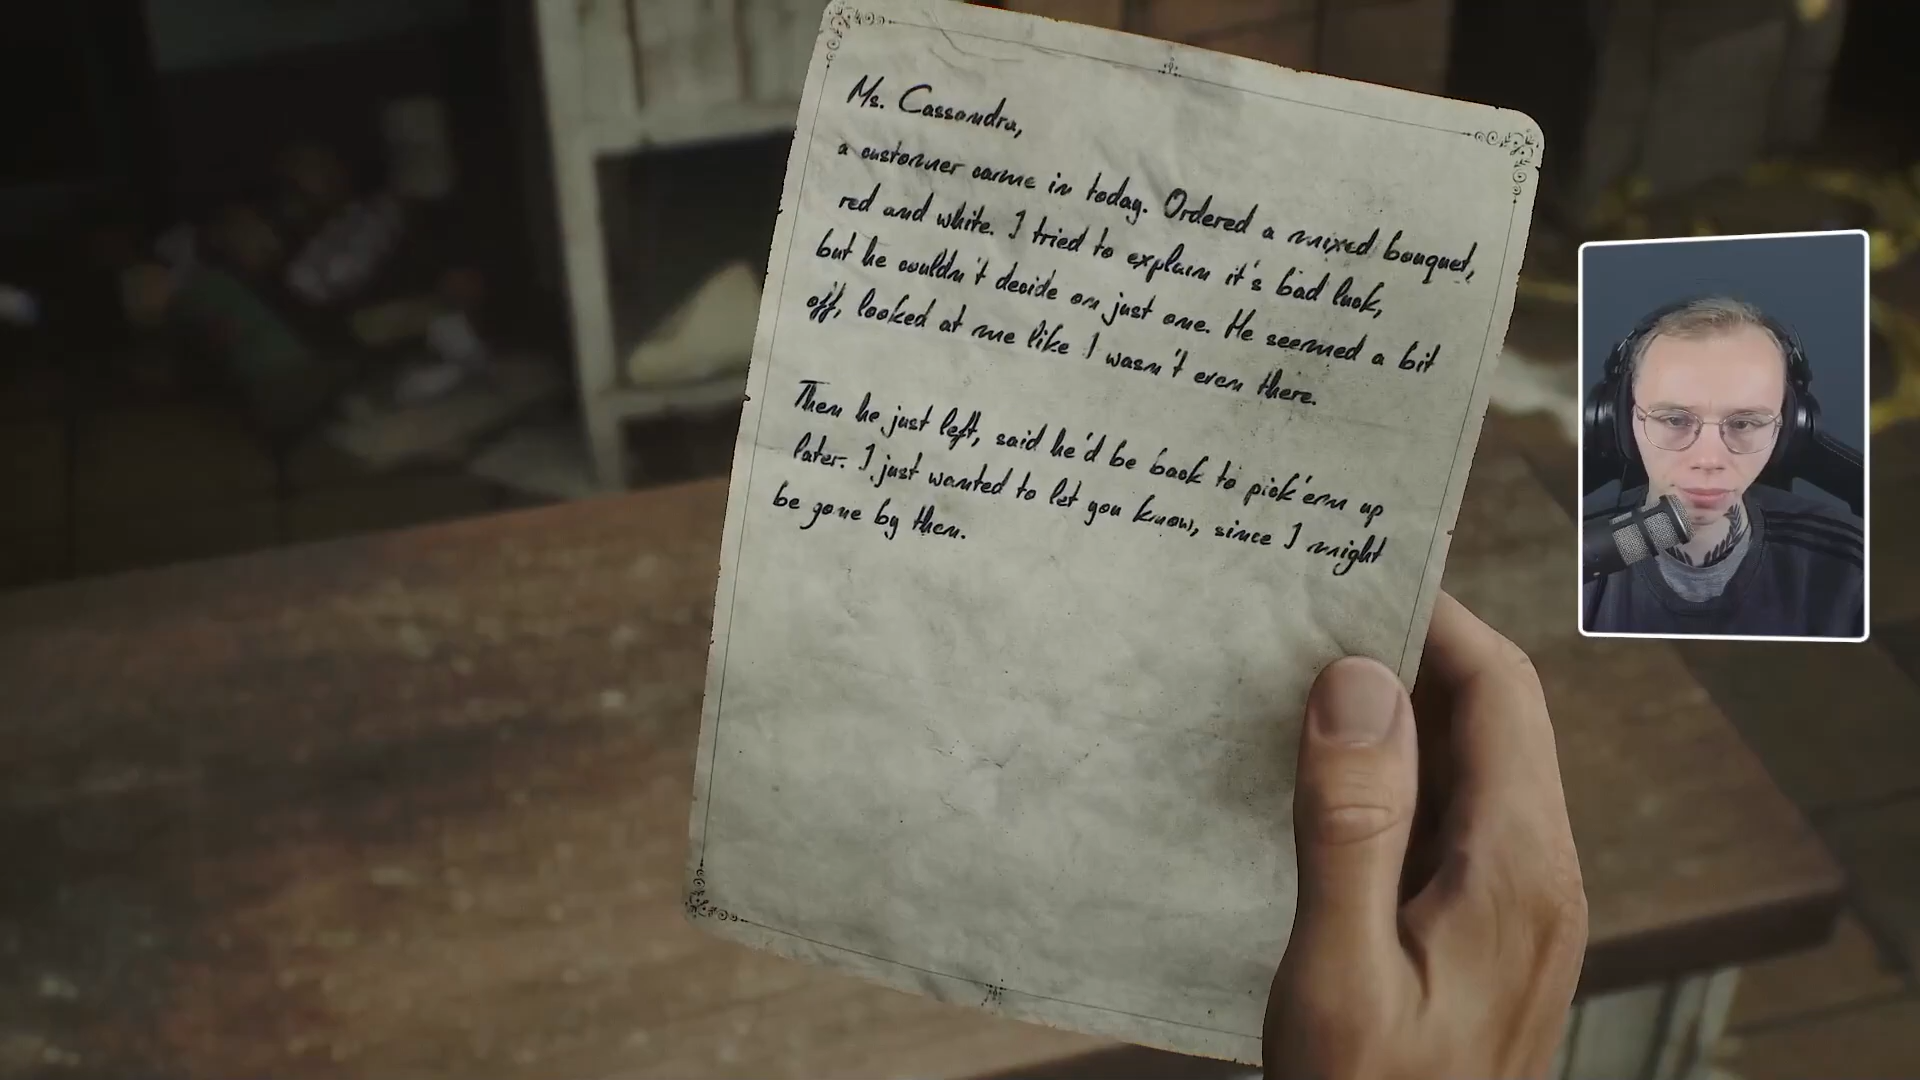 Ms. Cassandra,
a customer came in today. Ordered a mixed bouquet,
red and white. I tried to explain it's bad luck,
but he couldn't decide on just one. He seemed a bit
off, looked at me like I wasn't even there.
Then he just left, said he'd be back to pick'em up
later. I just wanted to let you know, since I might
be gone by then.